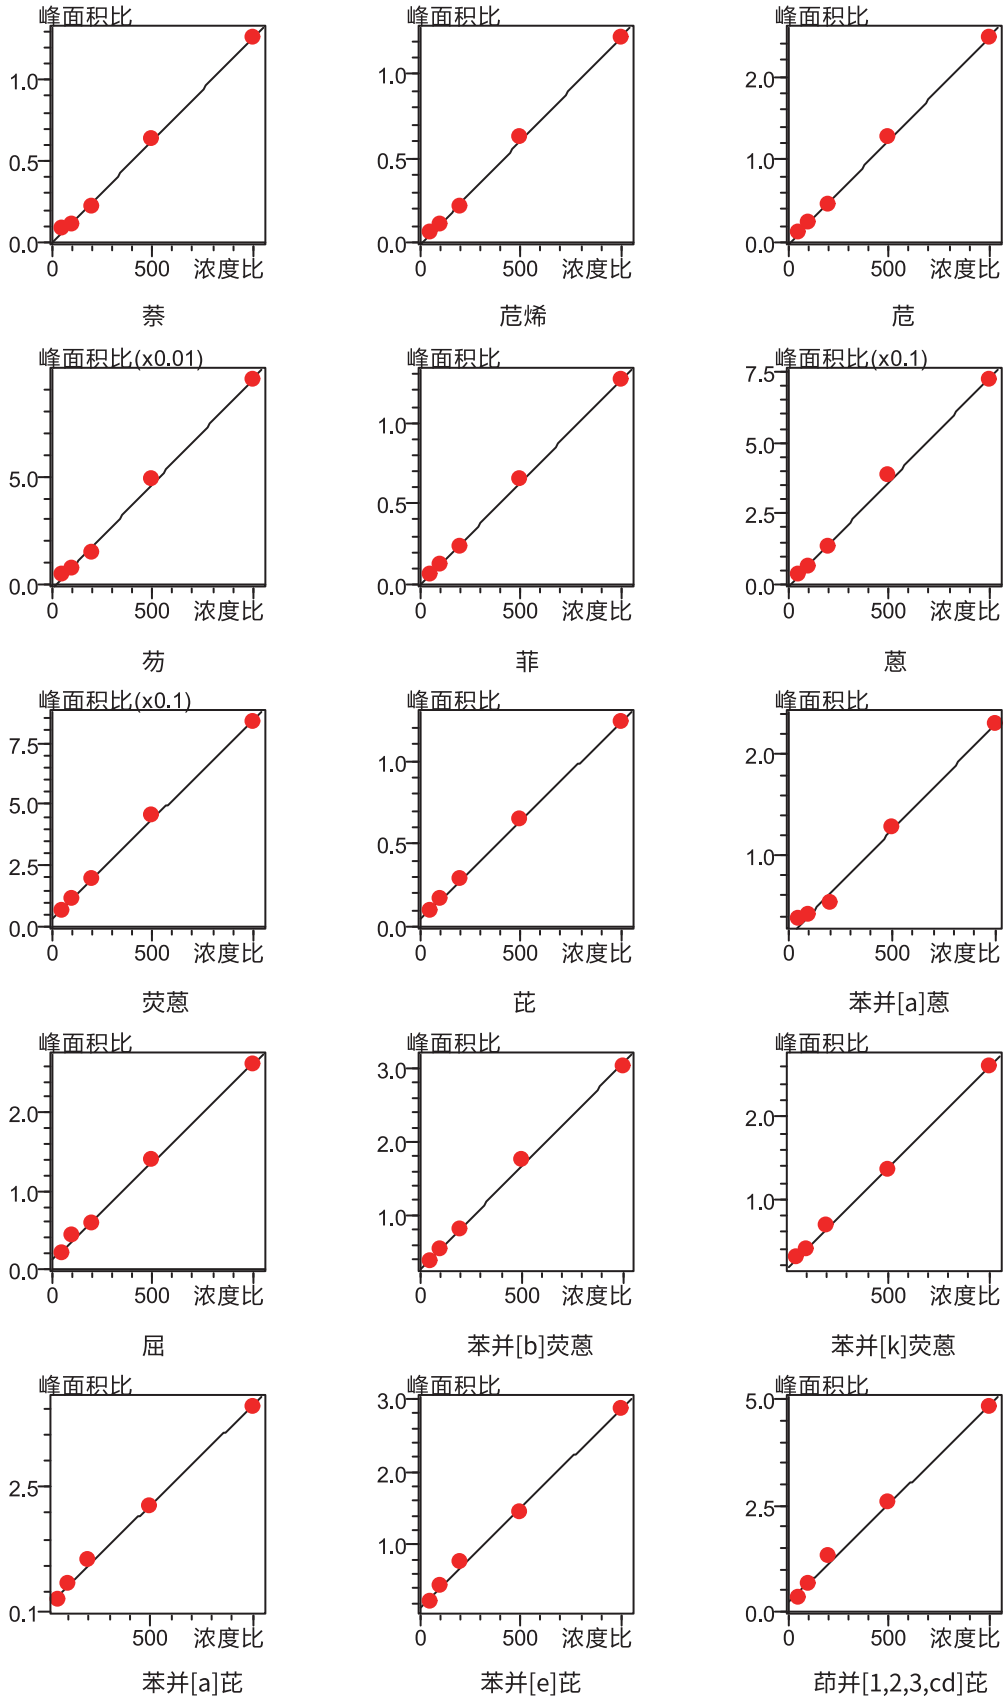 峰面积比 峰面积比 峰面积比
1.0 1.0 2.0
0.5 0.5 1.0
0.0 0.0 0.0
0 500 浓度比 0 500 浓度比 0 500 浓度比
萘 苊烯 苊
峰面积比(x0.01) 峰面积比 峰面积比(x0.1)
7.5
1.0 5.0
5.0 0.5 2.5
0.0 0.0 0.0
0 500 浓度比 0 500 浓度比 0 500 浓度比
芴 菲 蒽
峰面积比(x0.1) 峰面积比 峰面积比
7.5 1.0 2.0
5.0
2.5 0.5 1.0
0.0 0.0
0 500 浓度比 0 500 浓度比 0 500 浓度比
荧蒽 芘 苯并[a]蒽
峰面积比 峰面积比 峰面积比
3.0
2.0 2.0 2.0
1.0 1.0 1.0
0.0
0 500 浓度比 0 500 浓度比 500 浓度比
屈 苯并[b]荧蒽 苯并[k]荧蒽
峰面积比 峰面积比 峰面积比
3.0 5.0
2.5 2.0 2.5
1.0
0.1 0.0
500 浓度比 0 500 浓度比 0 500 浓度比
苯并[a]芘 苯并[e]芘 茚并[1,2,3,cd]芘